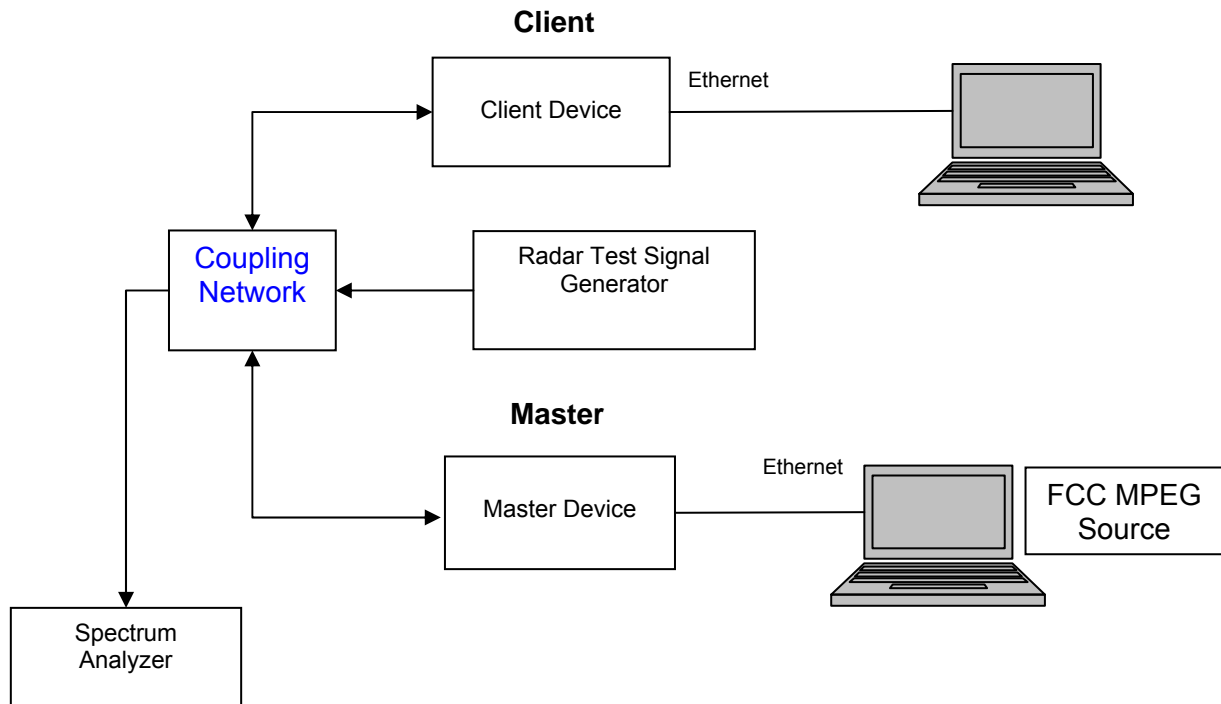 Client
Client Device
Ethernet
Coupling
Network
Radar Test Signal
Generator
Master
Master Device
Ethernet
FCC MPEG
Source
Spectrum
Analyzer